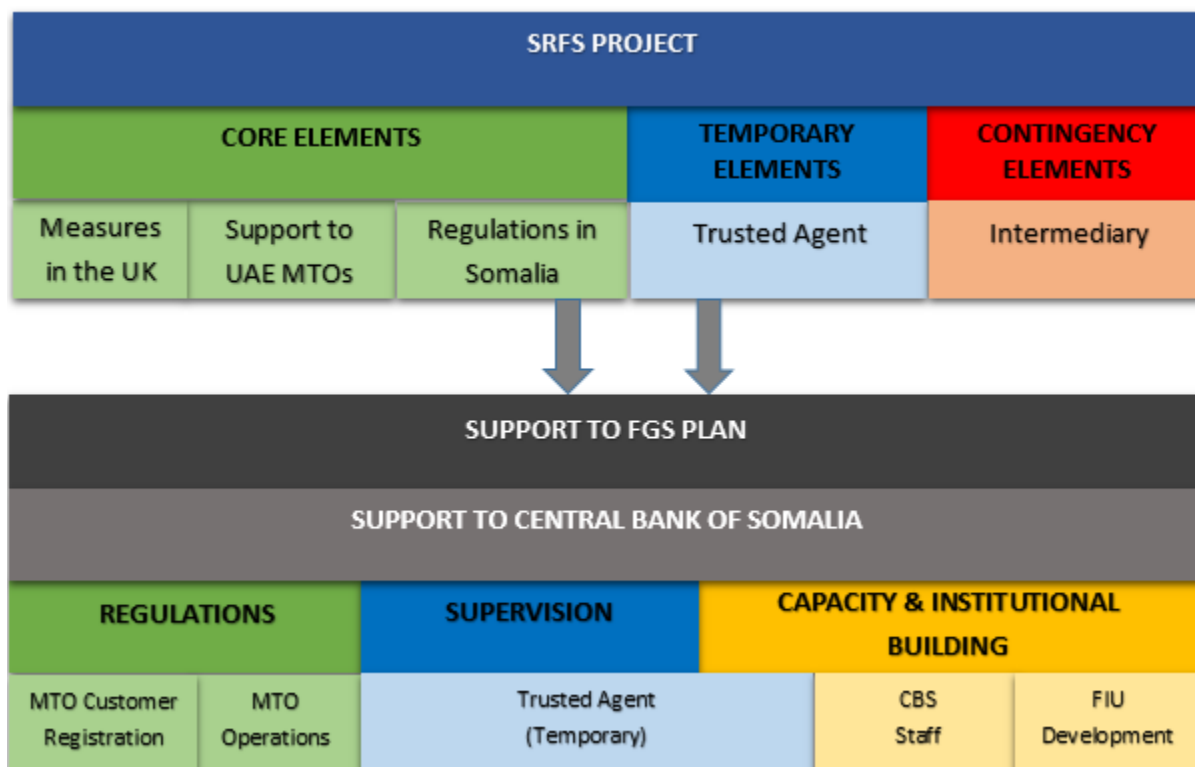 SRFS PROJECT
CORE ELEMENTS
TEMPORARY
ELEMENTS
CONTINGENCY
ELEMENTS
Measures
in the UK
Support to
UAE MTOs
Regulations in
Somalia
Trusted Agent
Intermediary
SUPPORT TO FGS PLAN
SUPPORT TO CENTRAL BANK OF SOMALIA
REGULATIONS
SUPERVISION
CAPACITY & INSTITUTIONAL
BUILDING
MTO Customer
Registration
MTO
Operations
Trusted Agent
(Temporary)
CBS
Staff
FIU
Development